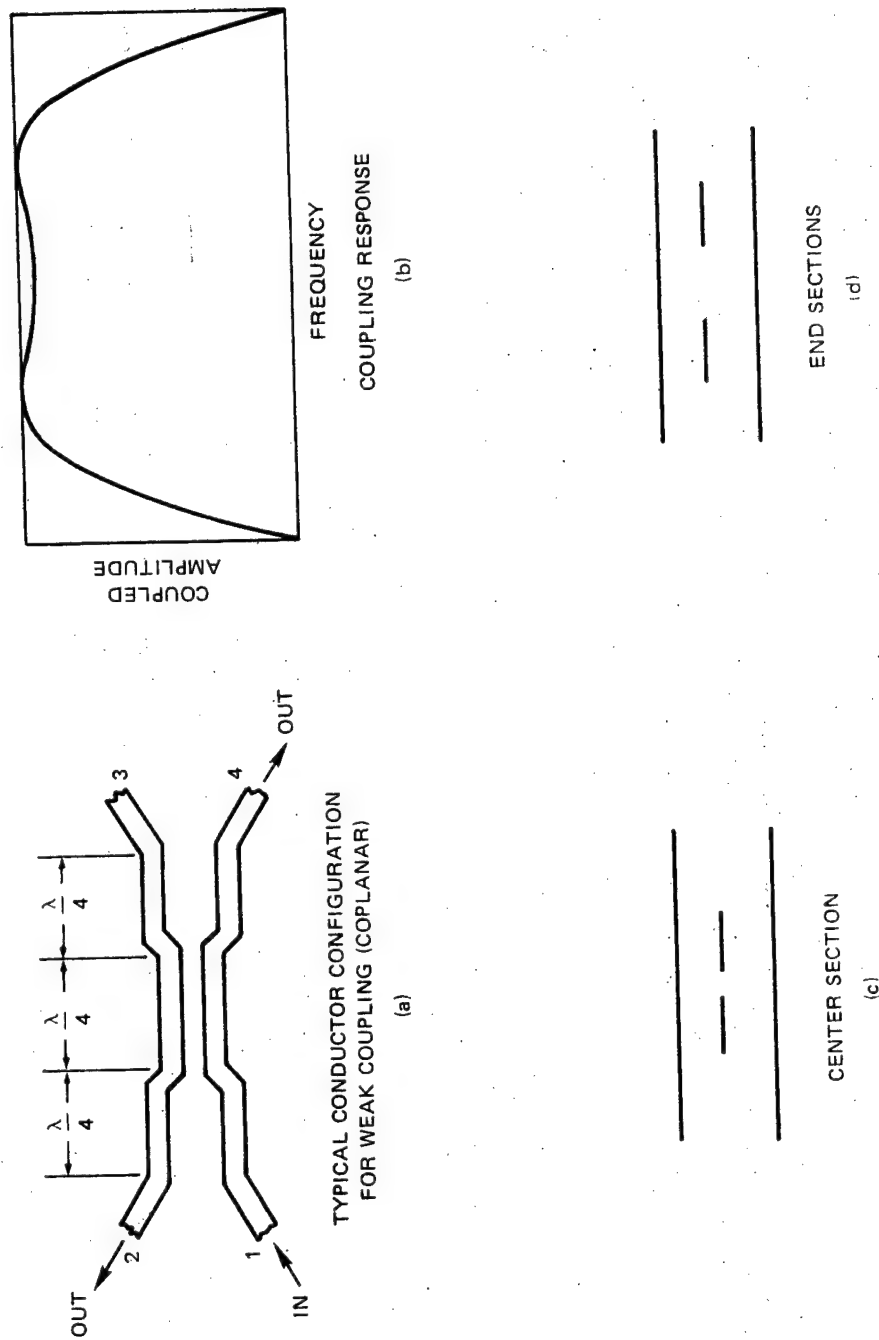 λ
4
λ
4
λ
4
OUT
2
3
1
4
IN
OUT
TYPICAL CONDUCTOR CONFIGURATION
FOR WEAK COUPLING (COPLANAR)
(a)
COUPLED
AMPLITUDE
FREQUENCY
COUPLING RESPONSE
(b)
CENTER SECTION
(c)
END SECTIONS
(d)